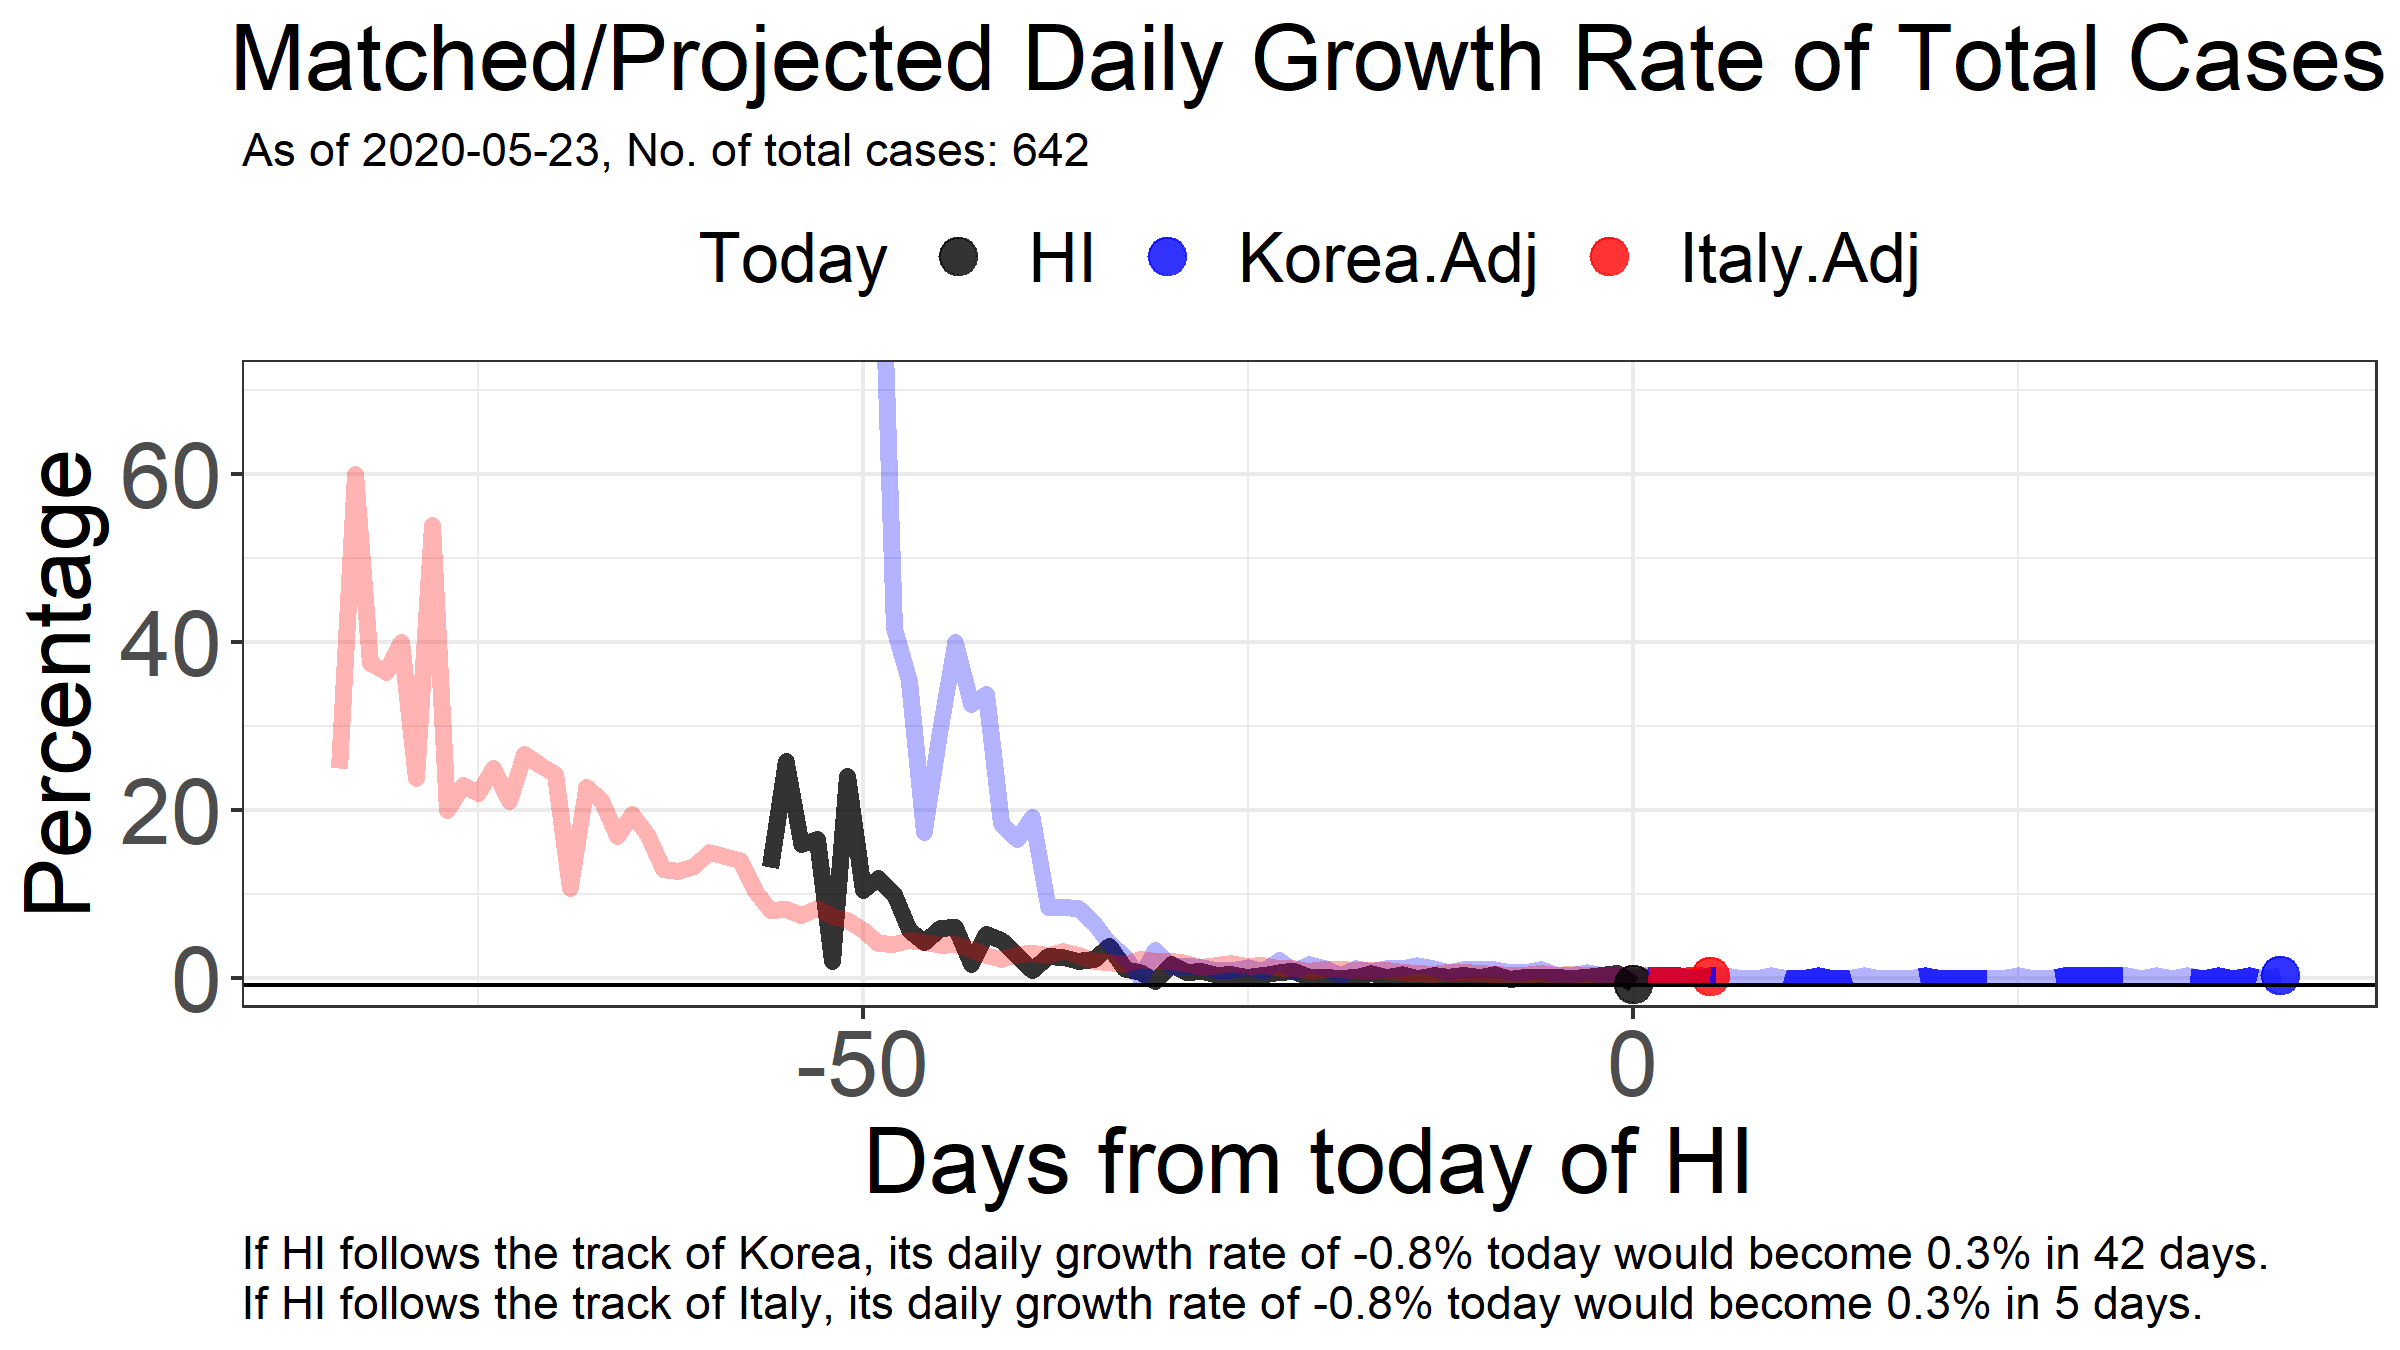 Matched/Projected Daily Growth Rate of Total Cases
As of 2020-05-23, No. of total cases: 642
Today HI Korea.Adj Italy.Adj
Percentage
60
40
20
0
-50 0
Days from today of HI
If HI follows the track of Korea, its daily growth rate of -0.8% today would become 0.3% in 42 days.
If HI follows the track of Italy, its daily growth rate of -0.8% today would become 0.3% in 5 days.